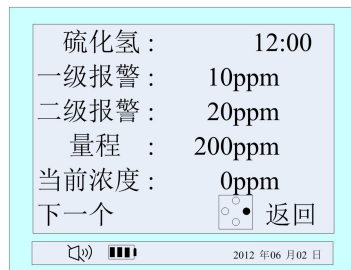 硫化氢： 12:00
一级报警： 10ppm
二级报警： 20ppm
量程 ： 200ppm
当前浓度： 0ppm
下一个 返回
2012 年06 月02 日